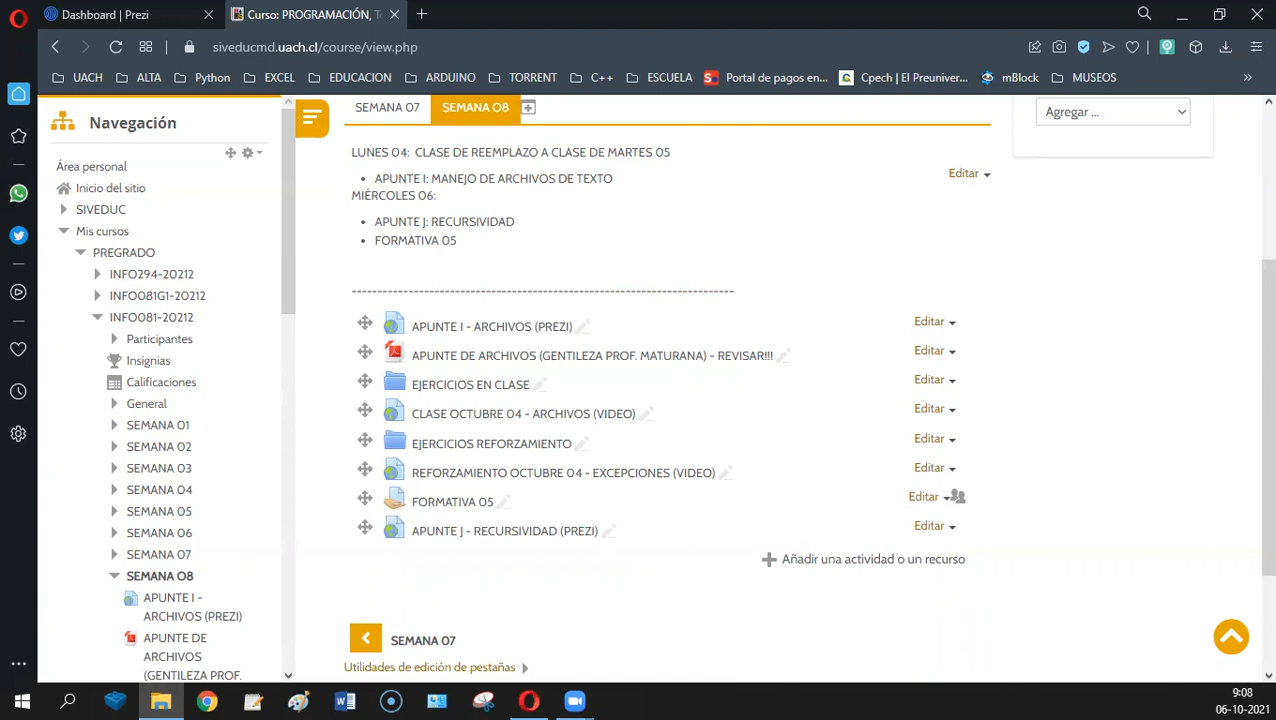 Dashboard | Prezi
Curso: PROGRAMACIÓN, T
siveducmd.uach.cl/course/view.php
UACH ALTA Python EXCEL EDUCACION ARDUINO TORRENT C++ ESCUELA Portal de pagos en... Cpech | El Preuniver... mBlock MUSEOS
Navegación
Área personal
Inicio del sitio
SIVEDUC
Mis cursos
PREGRADO
INFO294-20212
INFO081G1-20212
INFO081-20212
Participantes
Insignias
Calificaciones
General
SEMANA 01
SEMANA 02
SEMANA 03
SEMANA 04
SEMANA 05
SEMANA 06
SEMANA 07
SEMANA 08
APUNTE I -
ARCHIVOS (PREZI)
APUNTE DE
ARCHIVOS
(GENTILEZA PROF.
SEMANA 07 SEMANA 08
LUNES 04: CLASE DE REEMPLAZO A CLASE DE MARTES 05
Editar
• APUNTE I: MANEJO DE ARCHIVOS DE TEXTO
MIÉRCOLES 06:
• APUNTE J: RECURSIVIDAD
• FORMATIVA 05
--------------------------------------------------------------------------
APUNTE I - ARCHIVOS (PREZI) Editar
APUNTE DE ARCHIVOS (GENTILEZA PROF. MATURANA) - REVISAR!!! Editar
EJERCICIOS EN CLASE Editar
CLASE OCTUBRE 04 - ARCHIVOS (VIDEO) Editar
EJERCICIOS REFORZAMIENTO Editar
REFORZAMIENTO OCTUBRE 04 - EXCEPCIONES (VIDEO) Editar
FORMATIVA 05 Editar
APUNTE J - RECURSIVIDAD (PREZI) Editar
Añadir una actividad o un recurso
SEMANA 07
Utilidades de edición de pestañas
Agregar ...
9:08
06-10-2021